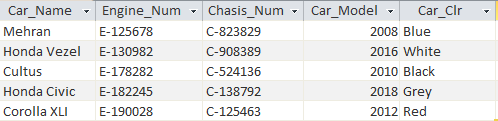 Car_Name Engine_Num Chasis_Num Car_Model Car_Clr
Mehran E-125678 C-823829 2008 Blue
Honda Vezel E-130982 C-908389 2016 White
Cultus E-178282 C-524136 2010 Black
Honda Civic E-182245 C-138792 2018 Grey
Corolla XLI E-190028 C-125463 2012 Red